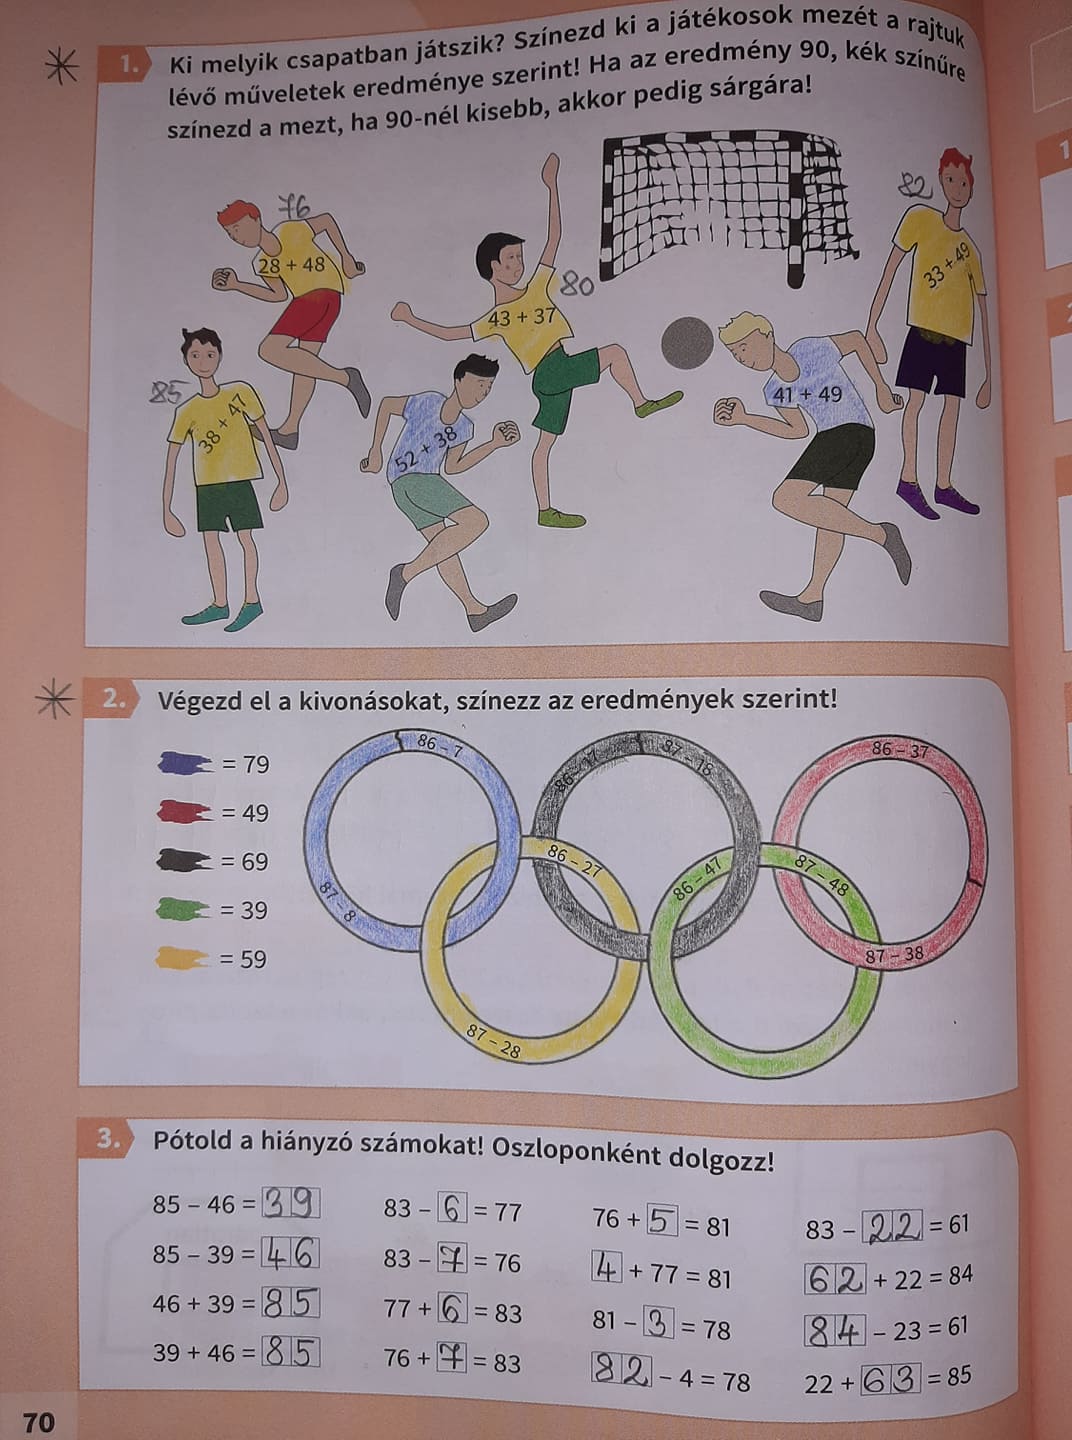 1. Ki melyik csapatban játszik? Színezd ki a játékosok mezét a rajtuk
lévő műveletek eredménye szerint! Ha az eredmény 90, kék színűre
színezd a mezt, ha 90-nél kisebb, akkor pedig sárgára!
76
28 + 48
80
43 + 37
82
33 + 49
85
38 + 47
52 + 38
41 + 49
2. Végezd el a kivonásokat, színezz az eredmények szerint!
= 79
= 49
= 69
= 39
= 59
86 – 7
87 – 8
86 – 17
87 – 18
86 – 37
87 – 38
86 – 27
87 – 28
86 – 47
87 – 48
3. Pótold a hiányzó számokat! Oszloponként dolgozz!
85 – 46 = 39
85 – 39 = 46
46 + 39 = 85
39 + 46 = 85
83 – 6 = 77
83 – 7 = 76
77 + 6 = 83
76 + 7 = 83
76 + 5 = 81
4 + 77 = 81
81 – 3 = 78
82 – 4 = 78
83 – 22 = 61
62 + 22 = 84
84 – 23 = 61
22 + 63 = 85
70
1